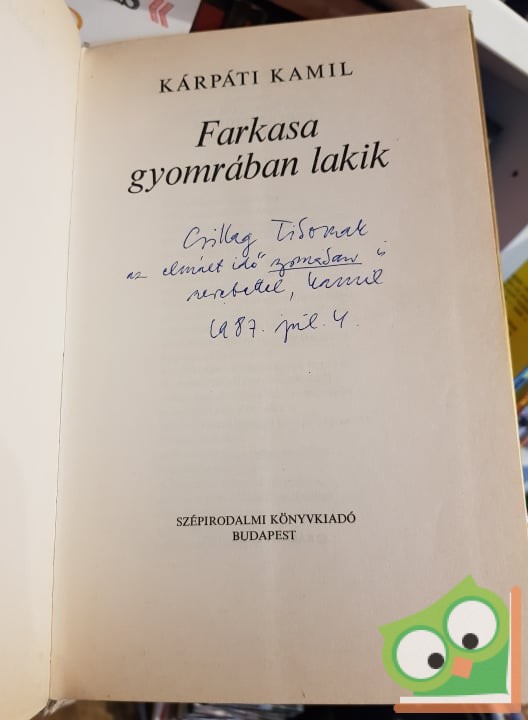 KÁRPÁTI KAMIL
Farkasa
gyomrában lakik
Csillag Tibornak
az elmúlt idő gyomrában is
szeretettel, Kamil
1987. júl. 4.
SZÉPIRODALMI KÖNYVKIADÓ
BUDAPEST